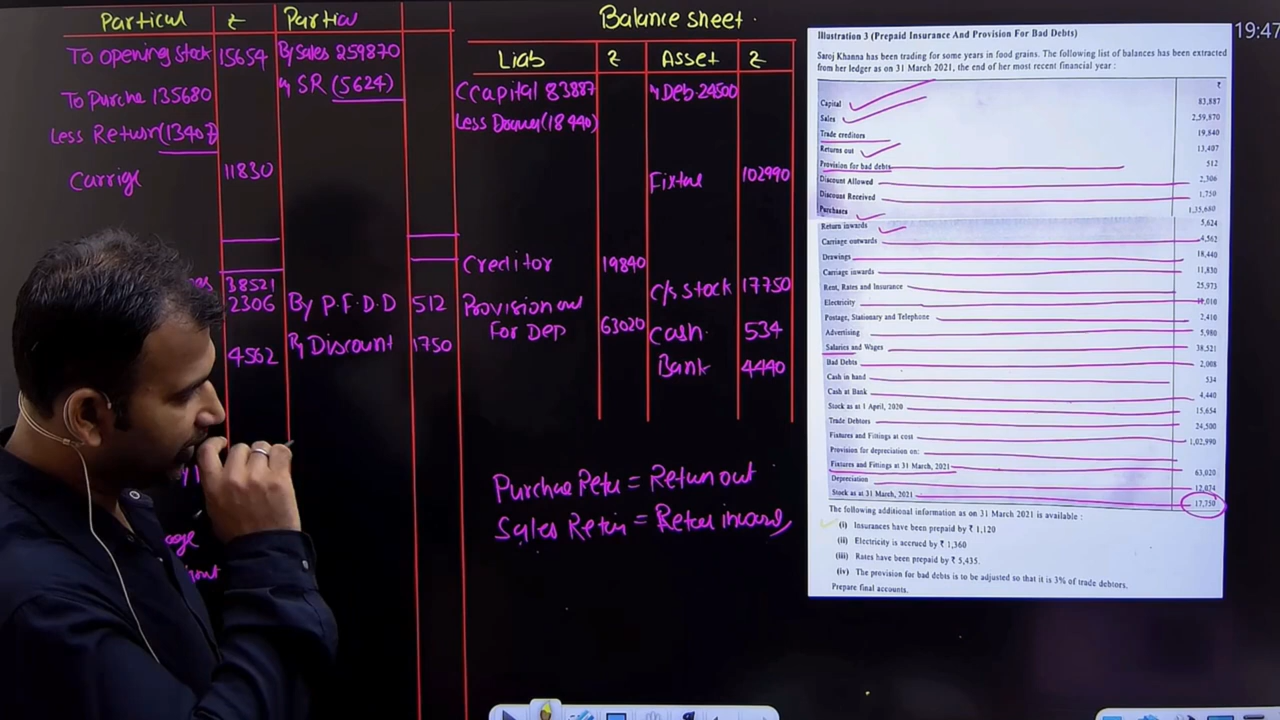 Particul ₹ Particu
To opening stock 15654 By Sales 259870
To Purche 135680 By SR (5624)
Less Return (13407)
Carriage 11830
38521
2306 By P.F.D.D 512
4562 By Discount 1750
Balance sheet
Liab ₹ Asset ₹
Capital 83887 Deb. 24500
Less Drawer (18440)
Fixture 102990
Creditor 19840
C/s stock 17750
Provision
For Dep 63020 Cash. 534
Bank 4440
Purchase retu = Return out
Sales Return = Return inward
19:47
Illustration 3 (Prepaid Insurance And Provision For Bad Debts)
Saroj Khanna has been trading for some years in food grains. The following list of balances has been extracted
from her ledger as on 31 March 2021, the end of her most recent financial year :
₹
Capital 83,887
Sales 2,59,870
Trade creditors 19,840
Returns out 13,407
Provision for bad debts 512
Discount Allowed 2,306
Discount Received 1,750
Purchases 1,35,680
Return inwards 5,624
Carriage outwards 4,562
Drawings 18,440
Carriage inwards 11,830
Rent, Rates and Insurance 25,973
Electricity
Postage, Stationary and Telephone 2,410
Advertising 5,980
Salaries and Wages 38,521
Bad Debts 2,008
Cash in hand 534
Cash at Bank 4,440
Stock as at 1 April, 2020 15,654
Trade Debtors 24,500
Fixtures and Fittings at cost 1,02,990
Provision for depreciation on:
Fixtures and Fittings at 31 March, 2021 63,020
Depreciation 12,074
Stock as at 31 March, 2021 17,750
The following additional information as on 31 March 2021 is available :
(i) Insurances have been prepaid by ₹ 1,120
(ii) Electricity is accrued by ₹ 1,360
(iii) Rates have been prepaid by ₹ 5,435.
(iv) The provision for bad debts is to be adjusted so that it is 3% of trade debtors.
Prepare final accounts.